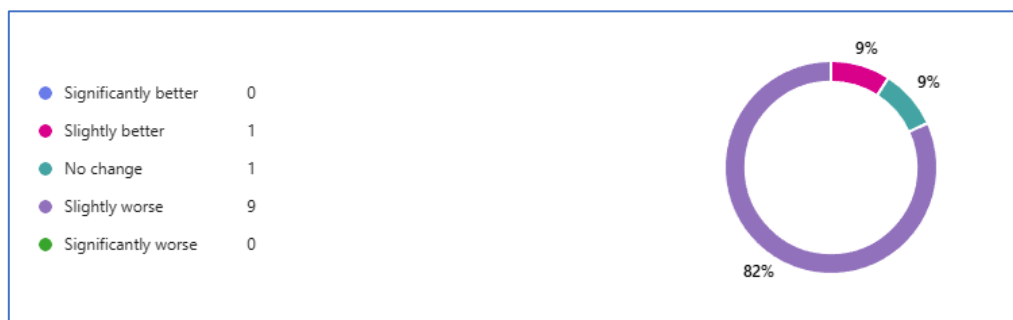 Significantly better 0
Slightly better 1
No change 1
Slightly worse 9
Significantly worse 0
9%
9%
82%